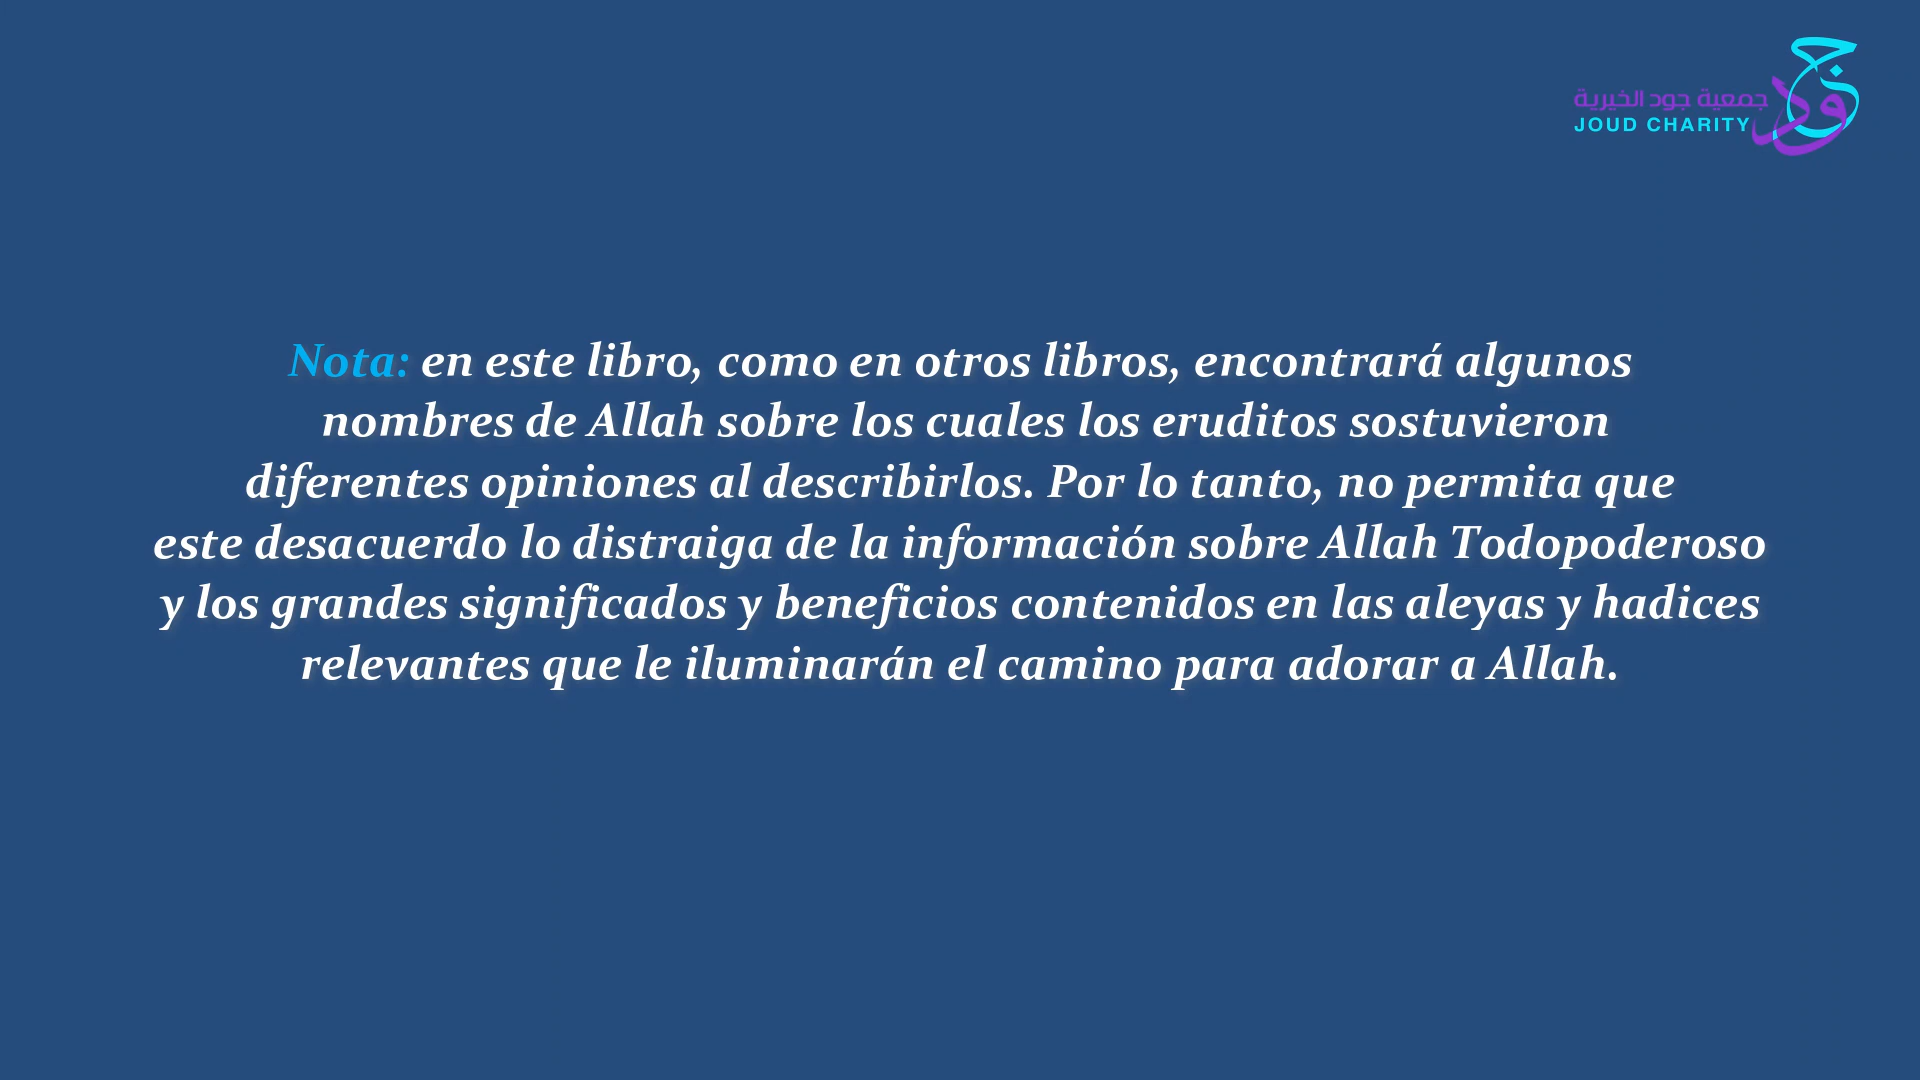 جمعية جود الخيرية
JOUD CHARITY
جود
Nota: en este libro, como en otros libros, encontrará algunos
nombres de Allah sobre los cuales los eruditos sostuvieron
diferentes opiniones al describirlos. Por lo tanto, no permita que
este desacuerdo lo distraiga de la información sobre Allah Todopoderoso
y los grandes significados y beneficios contenidos en las aleyas y hadices
relevantes que le iluminarán el camino para adorar a Allah.